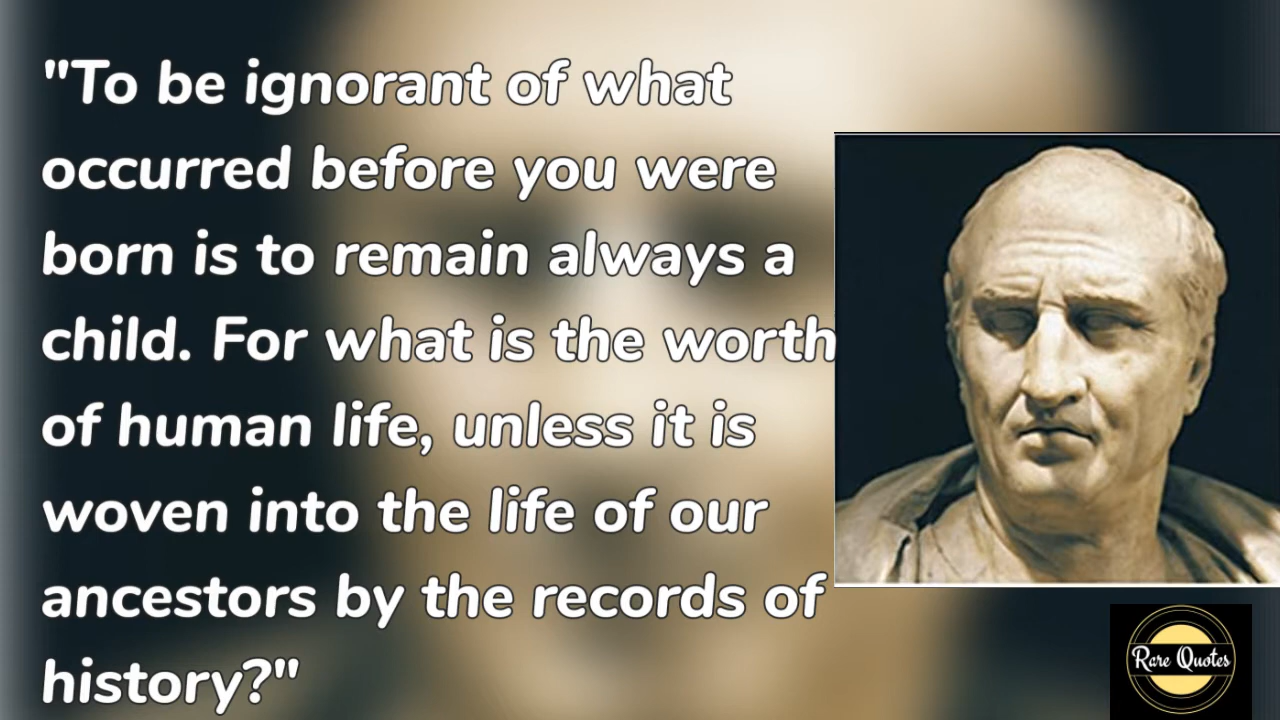 "To be ignorant of what
occurred before you were
born is to remain always a
child. For what is the worth
of human life, unless it is
woven into the life of our
ancestors by the records of
history?"
Rare Quotes